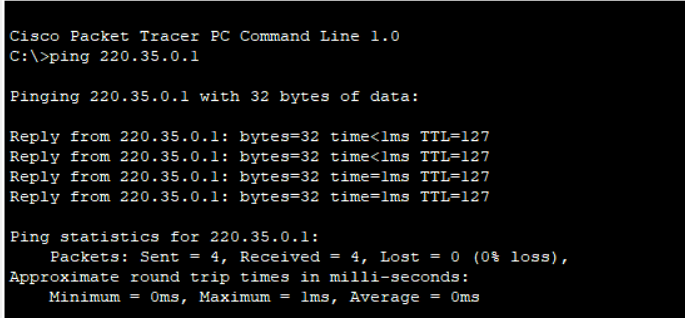 Cisco Packet Tracer PC Command Line 1.0
C:\>ping 220.35.0.1
Pinging 220.35.0.1 with 32 bytes of data:
Reply from 220.35.0.1: bytes=32 time<1ms TTL=127
Reply from 220.35.0.1: bytes=32 time<1ms TTL=127
Reply from 220.35.0.1: bytes=32 time=1ms TTL=127
Reply from 220.35.0.1: bytes=32 time=1ms TTL=127
Ping statistics for 220.35.0.1:
    Packets: Sent = 4, Received = 4, Lost = 0 (0% loss),
Approximate round trip times in milli-seconds:
    Minimum = 0ms, Maximum = 1ms, Average = 0ms